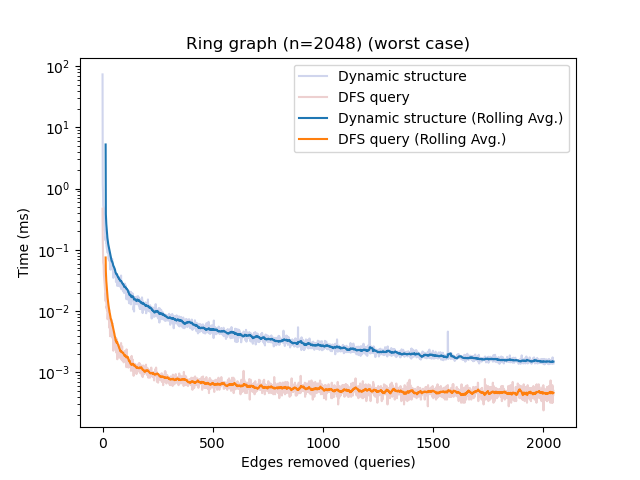 Ring graph (n=2048) (worst case)
Dynamic structure
DFS query
Dynamic structure (Rolling Avg.)
DFS query (Rolling Avg.)
10²
10¹
10⁰
10⁻¹
10⁻²
10⁻³
Time (ms)
0 500 1000 1500 2000
Edges removed (queries)